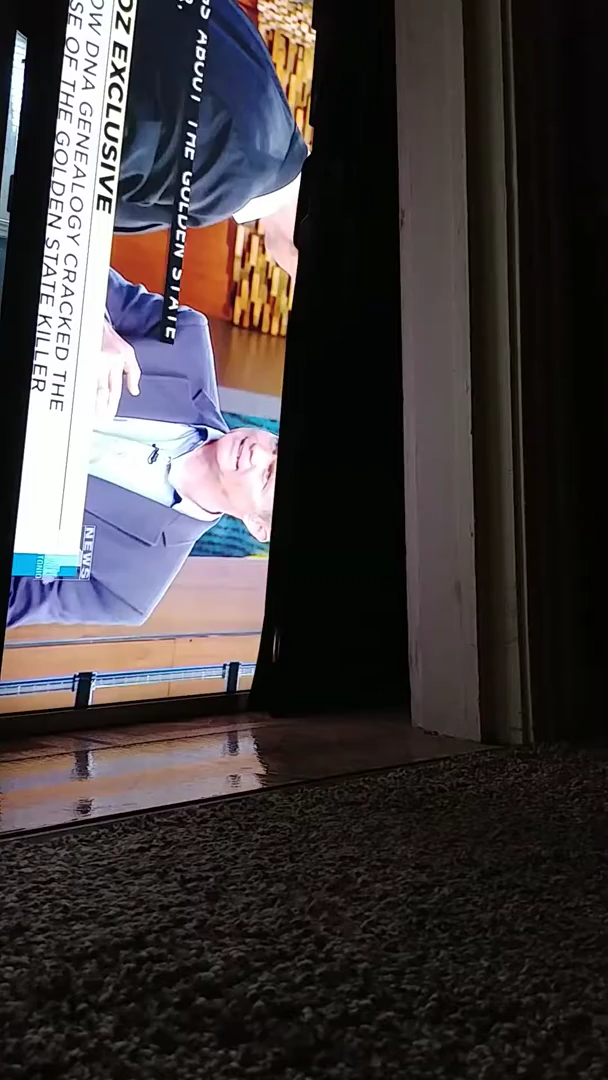 OZ EXCLUSIVE
OW DNA GENEALOGY CRACKED THE
SE OF THE GOLDEN STATE KILLER
ABOUT THE GOLDEN STATE
NEWS